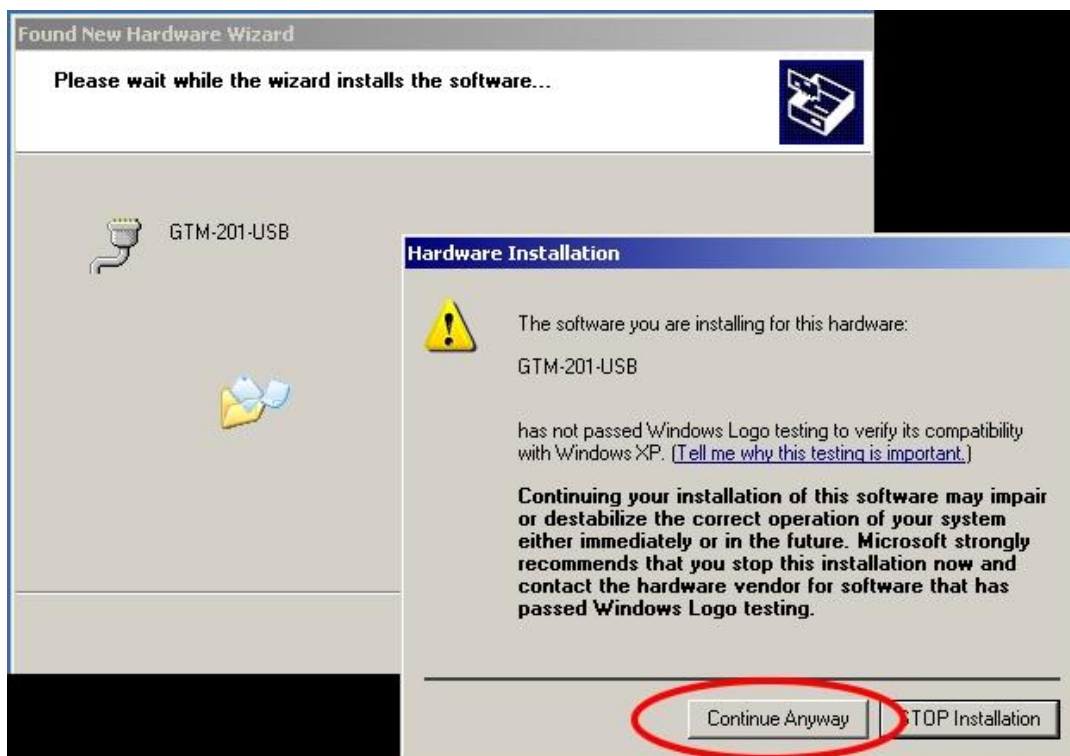 Found New Hardware Wizard
Please wait while the wizard installs the software...
GTM-201-USB
Hardware Installation
The software you are installing for this hardware:
GTM-201-USB
has not passed Windows Logo testing to verify its compatibility
with Windows XP. (Tell me why this testing is important.)
Continuing your installation of this software may impair
or destabilize the correct operation of your system
either immediately or in the future. Microsoft strongly
recommends that you stop this installation now and
contact the hardware vendor for software that has
passed Windows Logo testing.
Continue Anyway
STOP Installation